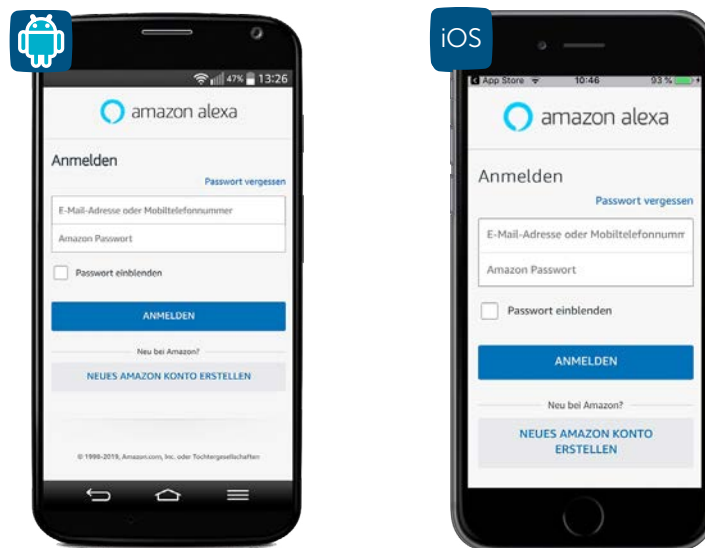 47% 13:26
amazon alexa
Anmelden
Passwort vergessen
E-Mail-Adresse oder Mobiltelefonnummer
Amazon Passwort
Passwort einblenden
ANMELDEN
Neu bei Amazon?
NEUES AMAZON KONTO ERSTELLEN
© 1998-2019, Amazon.com, Inc. oder Tochtergesellschaften
iOS
App Store 10:46 93 %
amazon alexa
Anmelden
Passwort vergessen
E-Mail-Adresse oder Mobiltelefonnumr
Amazon Passwort
Passwort einblenden
ANMELDEN
Neu bei Amazon?
NEUES AMAZON KONTO
ERSTELLEN